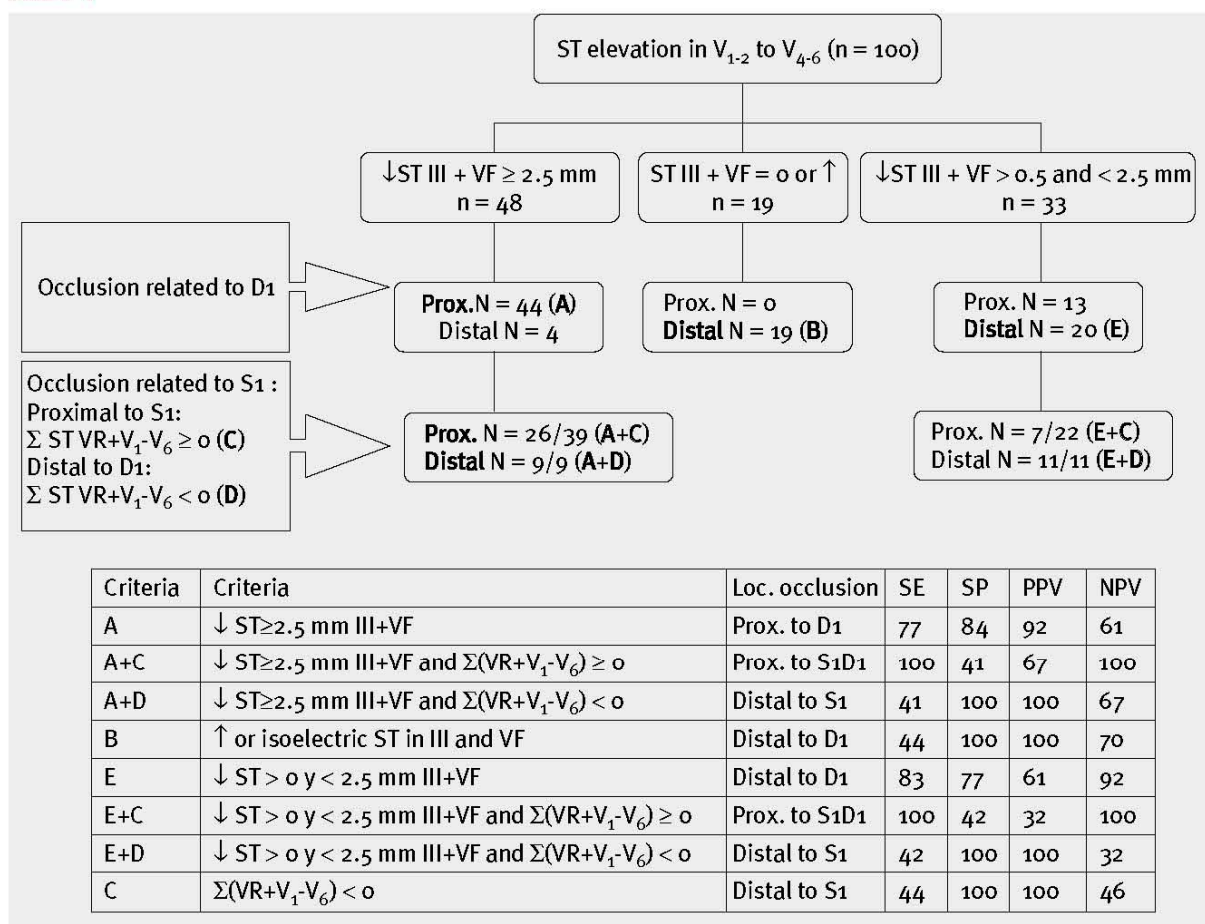 ST elevation in V₁₋₂ to V₄₋₆ (n = 100)
↓ST III + VF ≥ 2.5 mm
n = 48
ST III + VF = 0 or ↑
n = 19
↓ST III + VF > 0.5 and < 2.5 mm
n = 33
Occlusion related to D1
Prox.N = 44 (A)
Distal N = 4
Prox. N = 0
Distal N = 19 (B)
Prox. N = 13
Distal N = 20 (E)
Occlusion related to S1 :
Proximal to S1:
Σ ST VR+V₁-V₆ ≥ 0 (C)
Distal to D1:
Σ ST VR+V₁-V₆ < 0 (D)
Prox. N = 26/39 (A+C)
Distal N = 9/9 (A+D)
Prox. N = 7/22 (E+C)
Distal N = 11/11 (E+D)
Criteria Criteria Loc. occlusion SE SP PPV NPV
A ↓ ST≥2.5 mm III+VF Prox. to D1 77 84 92 61
A+C ↓ ST≥2.5 mm III+VF and Σ(VR+V₁-V₆) ≥ 0 Prox. to S1D1 100 41 67 100
A+D ↓ ST≥2.5 mm III+VF and Σ(VR+V₁-V₆) < 0 Distal to S1 41 100 100 67
B ↑ or isoelectric ST in III and VF Distal to D1 44 100 100 70
E ↓ ST > 0 y < 2.5 mm III+VF Distal to D1 83 77 61 92
E+C ↓ ST > 0 y < 2.5 mm III+VF and Σ(VR+V₁-V₆) ≥ 0 Prox. to S1D1 100 42 32 100
E+D ↓ ST > 0 y < 2.5 mm III+VF and Σ(VR+V₁-V₆) < 0 Distal to S1 42 100 100 32
C Σ(VR+V₁-V₆) < 0 Distal to S1 44 100 100 46